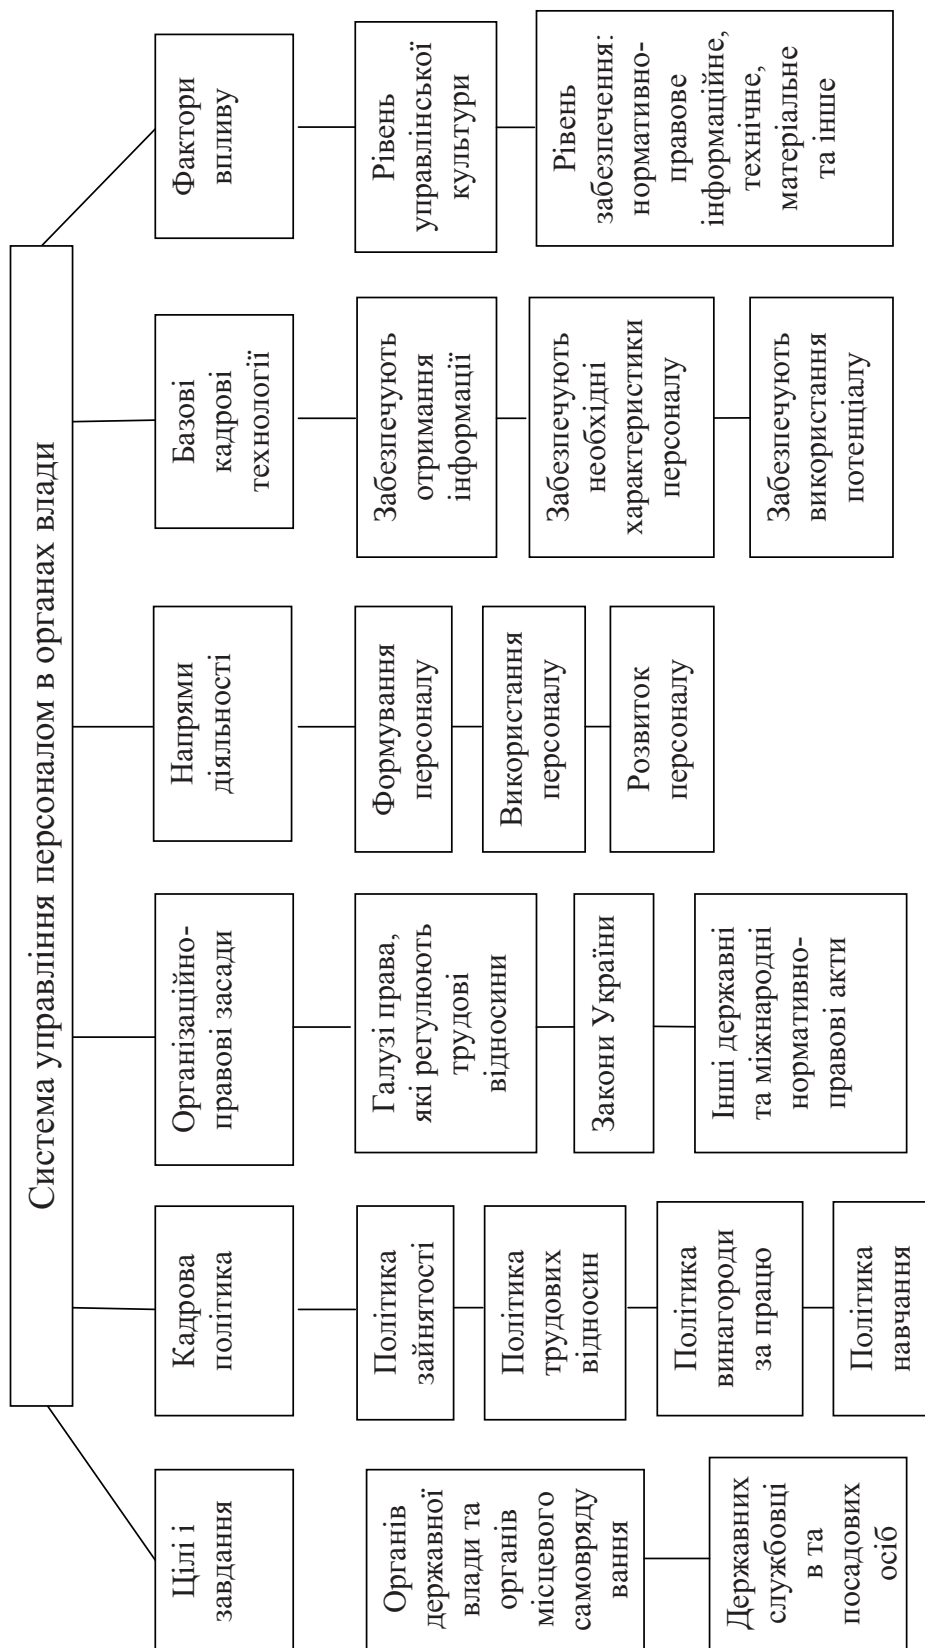 Система управління персоналом в органах влади
Цілі і
завдання
Органів
державної
влади та
органів
місцевого
самовряду
вання
Державних
службовці
в та
посадових
осіб
Кадрова
політика
Політика
зайнятості
Політика
трудових
відносин
Політика
винагороди
за працю
Політика
навчання
Організаційно-
правові засади
Галузі права,
які регулюють
трудові
відносини
Закони України
Інші державні
та міжнародні
нормативно-
правові акти
Напрями
діяльності
Формування
персоналу
Використання
персоналу
Розвиток
персоналу
Базові
кадрові
технології
Забезпечують
отримання
інформації
Забезпечують
необхідні
характеристики
персоналу
Забезпечують
використання
потенціалу
Фактори
впливу
Рівень
управлінської
культури
Рівень
забезпечення:
нормативно-
правове
інформаційне,
технічне,
матеріальне
та інше